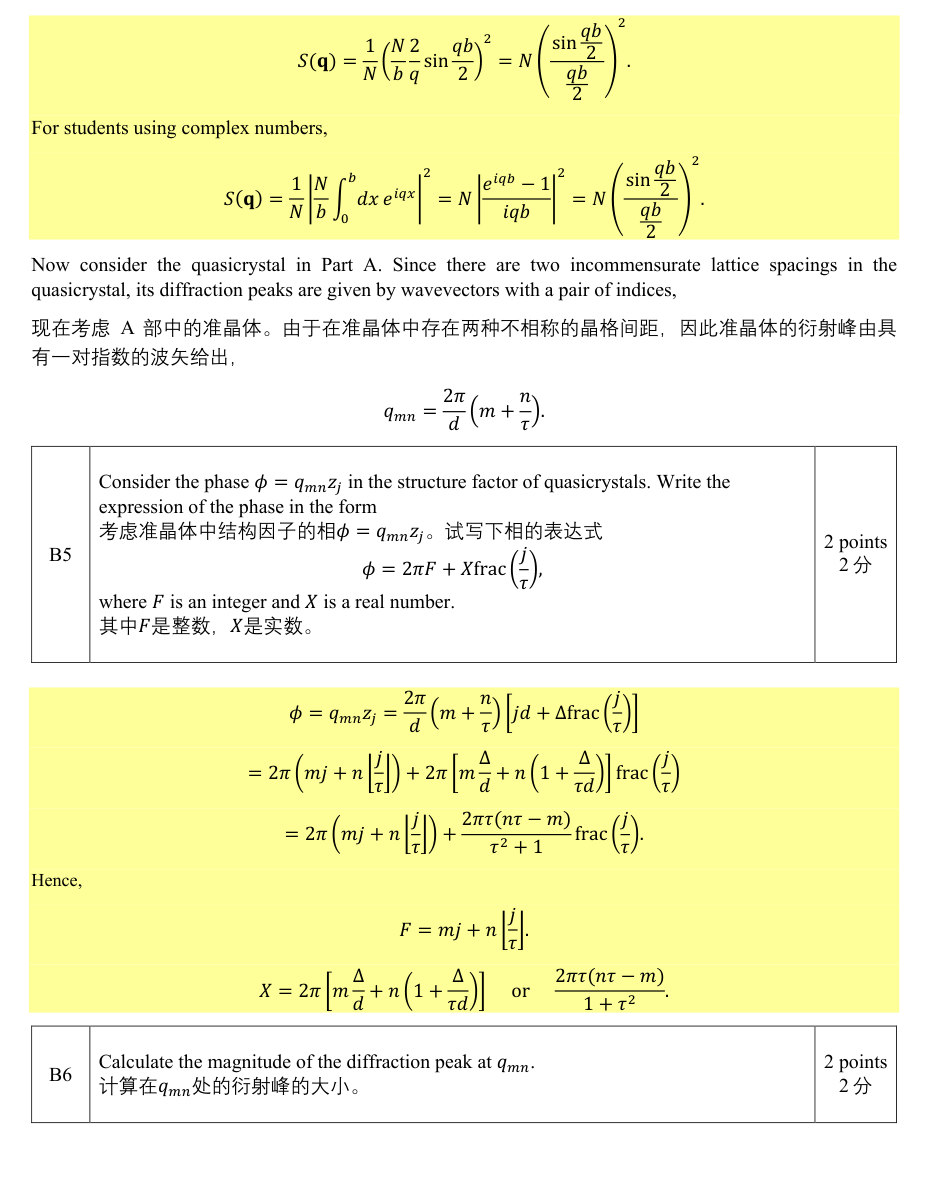 S(𝐪) = 1/N (N/b 2/q sin qb/2)² = N (sin qb/2 / qb/2)².
For students using complex numbers,
S(𝐪) = 1/N |N/b ∫₀ᵇ dx e^{iqx}|² = N |(e^{iqb} − 1)/(iqb)|² = N (sin qb/2 / qb/2)².
Now consider the quasicrystal in Part A. Since there are two incommensurate lattice spacings in the
quasicrystal, its diffraction peaks are given by wavevectors with a pair of indices,
现在考虑 A 部中的准晶体。由于在准晶体中存在两种不相称的晶格间距，因此准晶体的衍射峰由具
有一对指数的波矢给出，
q_{mn} = 2π/d (m + n/τ).
B5
Consider the phase ϕ = q_{mn}z_j in the structure factor of quasicrystals. Write the
expression of the phase in the form
考虑准晶体中结构因子的相ϕ = q_{mn}z_j。试写下相的表达式
ϕ = 2πF + Xfrac(j/τ),
where F is an integer and X is a real number.
其中F是整数，X是实数。
2 points
2 分
ϕ = q_{mn}z_j = 2π/d (m + n/τ) [jd + Δfrac(j/τ)]
= 2π (mj + n⌊j/τ⌋) + 2π [m Δ/d + n (1 + Δ/τd)] frac(j/τ)
= 2π (mj + n⌊j/τ⌋) + 2πτ(nτ − m)/(τ² + 1) frac(j/τ).
Hence,
F = mj + n⌊j/τ⌋.
X = 2π [m Δ/d + n (1 + Δ/τd)] or 2πτ(nτ − m)/(1 + τ²).
B6
Calculate the magnitude of the diffraction peak at q_{mn}.
计算在q_{mn}处的衍射峰的大小。
2 points
2 分